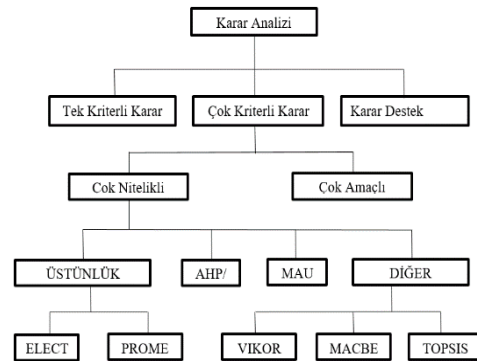 Karar Analizi
Tek Kriterli Karar
Çok Kriterli Karar
Karar Destek
Cok Nitelikli
Çok Amaçlı
ÜSTÜNLÜK
AHP/
MAU
DİĞER
ELECT
PROME
VIKOR
MACBE
TOPSIS